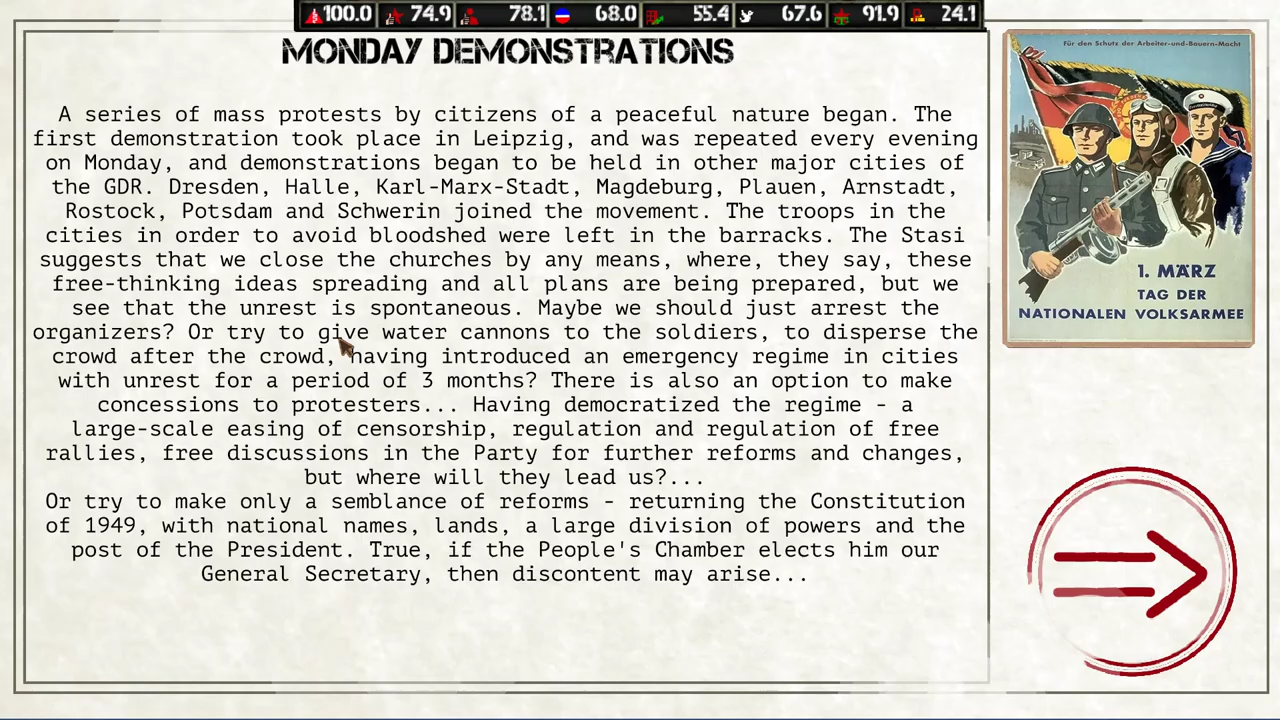 100.0 74.9 78.1 68.0 55.4 67.6 91.9 24.1
MONDAY DEMONSTRATIONS
A series of mass protests by citizens of a peaceful nature began. The
first demonstration took place in Leipzig, and was repeated every evening
on Monday, and demonstrations began to be held in other major cities of
the GDR. Dresden, Halle, Karl-Marx-Stadt, Magdeburg, Plauen, Arnstadt,
Rostock, Potsdam and Schwerin joined the movement. The troops in the
cities in order to avoid bloodshed were left in the barracks. The Stasi
suggests that we close the churches by any means, where, they say, these
free-thinking ideas spreading and all plans are being prepared, but we
see that the unrest is spontaneous. Maybe we should just arrest the
organizers? Or try to give water cannons to the soldiers, to disperse the
crowd after the crowd, having introduced an emergency regime in cities
with unrest for a period of 3 months? There is also an option to make
concessions to protesters... Having democratized the regime - a
large-scale easing of censorship, regulation and regulation of free
rallies, free discussions in the Party for further reforms and changes,
but where will they lead us?...
Or try to make only a semblance of reforms - returning the Constitution
of 1949, with national names, lands, a large division of powers and the
post of the President. True, if the People's Chamber elects him our
General Secretary, then discontent may arise...
Für den Schutz der Arbeiter-und-Bauern-Macht
1. MÄRZ
TAG DER
NATIONALEN VOLKSARMEE